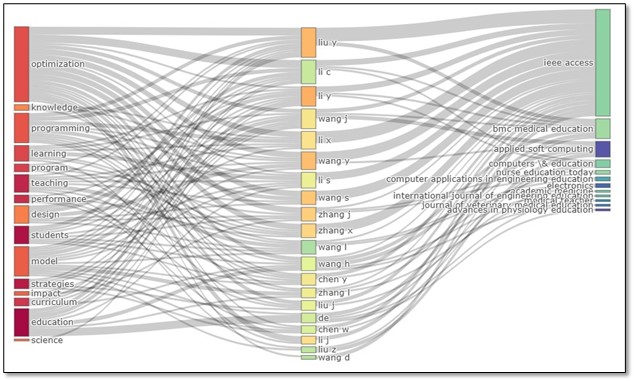 optimization
knowledge
programming
learning
program
teaching
performance
design
students
model
strategies
impact
curriculum
education
science
liu y
li c
li y
wang j
li x
wang y
li s
wang s
zhang j
zhang x
wang l
wang h
chen y
zhang l
liu j
de
chen w
li j
liu z
wang d
ieee access
bmc medical education
applied soft computing
computers \& education
nurse education today
computer applications in engineering education
electronics
academic medicine
international journal of engineering education
medical teacher
journal of veterinary medical education
advances in physiology education